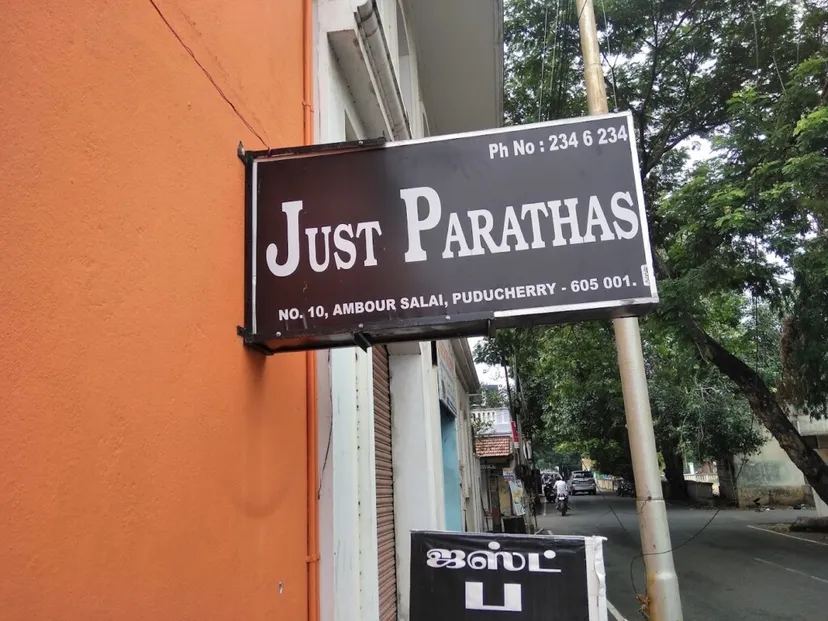 Ph No : 234 6 234
JUST PARATHAS
NO. 10, AMBOUR SALAI, PUDUCHERRY - 605 001.
ஜஸ்ட்
ப